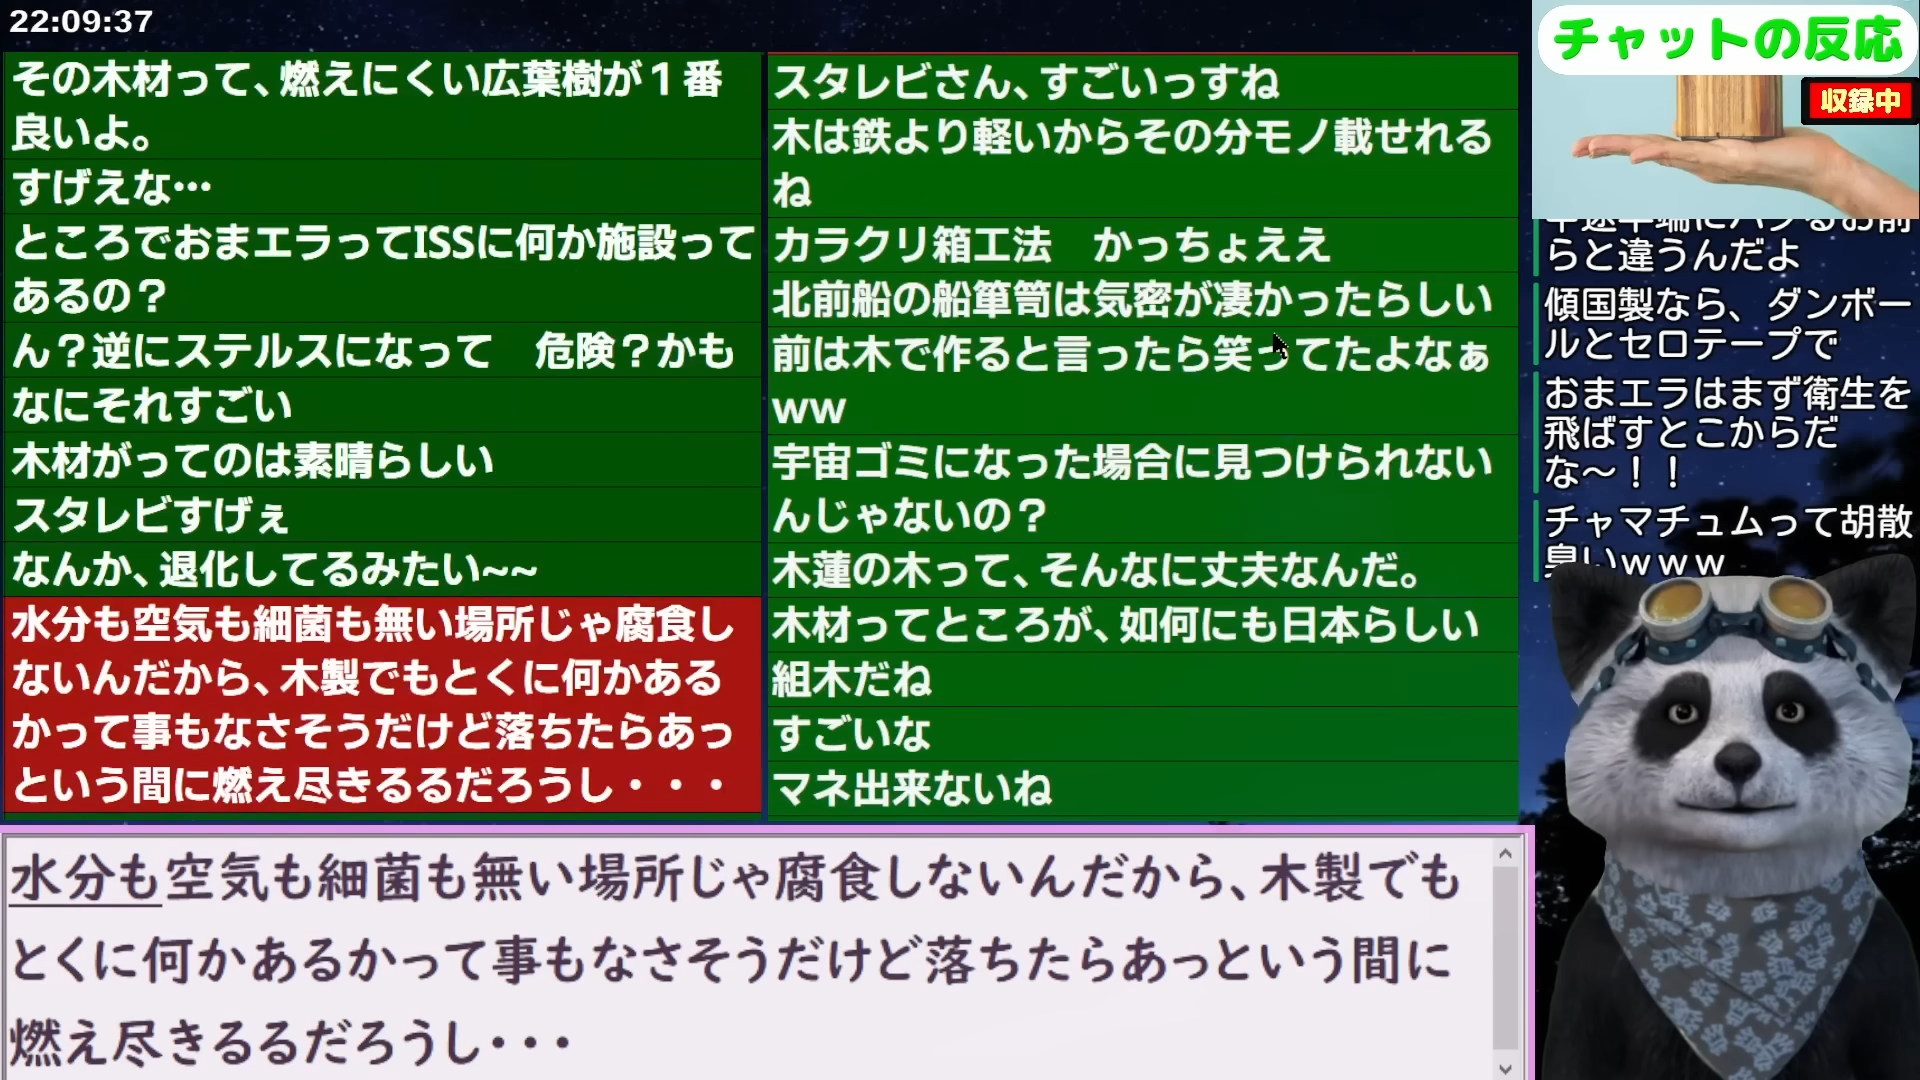 22:09:37
その木材って、燃えにくい広葉樹が１番
良いよ。
すげえな…
ところでおまエラってISSに何か施設って
あるの？
ん？逆にステルスになって　危険？かも
なにそれすごい
木材がってのは素晴らしい
スタレビすげぇ
なんか、退化してるみたい~~
水分も空気も細菌も無い場所じゃ腐食し
ないんだから、木製でもとくに何かある
かって事もなさそうだけど落ちたらあっ
という間に燃え尽きるるだろうし・・・
スタレビさん、すごいっすね
木は鉄より軽いからその分モノ載せれる
ね
カラクリ箱工法　かっちょええ
北前船の船箪笥は気密が凄かったらしい
前は木で作ると言ったら笑ってたよなぁ
ww
宇宙ゴミになった場合に見つけられない
んじゃないの？
木蓮の木って、そんなに丈夫なんだ。
木材ってところが、如何にも日本らしい
組木だね
すごいな
マネ出来ないね
チャットの反応
収録中
中途半端にパクるお前
らと違うんだよ
傾国製なら、ダンボー
ルとセロテープで
おまエラはまず衛生を
飛ばすとこからだ
な～！！
チャマチュムって胡散
臭いｗｗｗ
水分も空気も細菌も無い場所じゃ腐食しないんだから、木製でも
とくに何かあるかって事もなさそうだけど落ちたらあっという間に
燃え尽きるるだろうし・・・